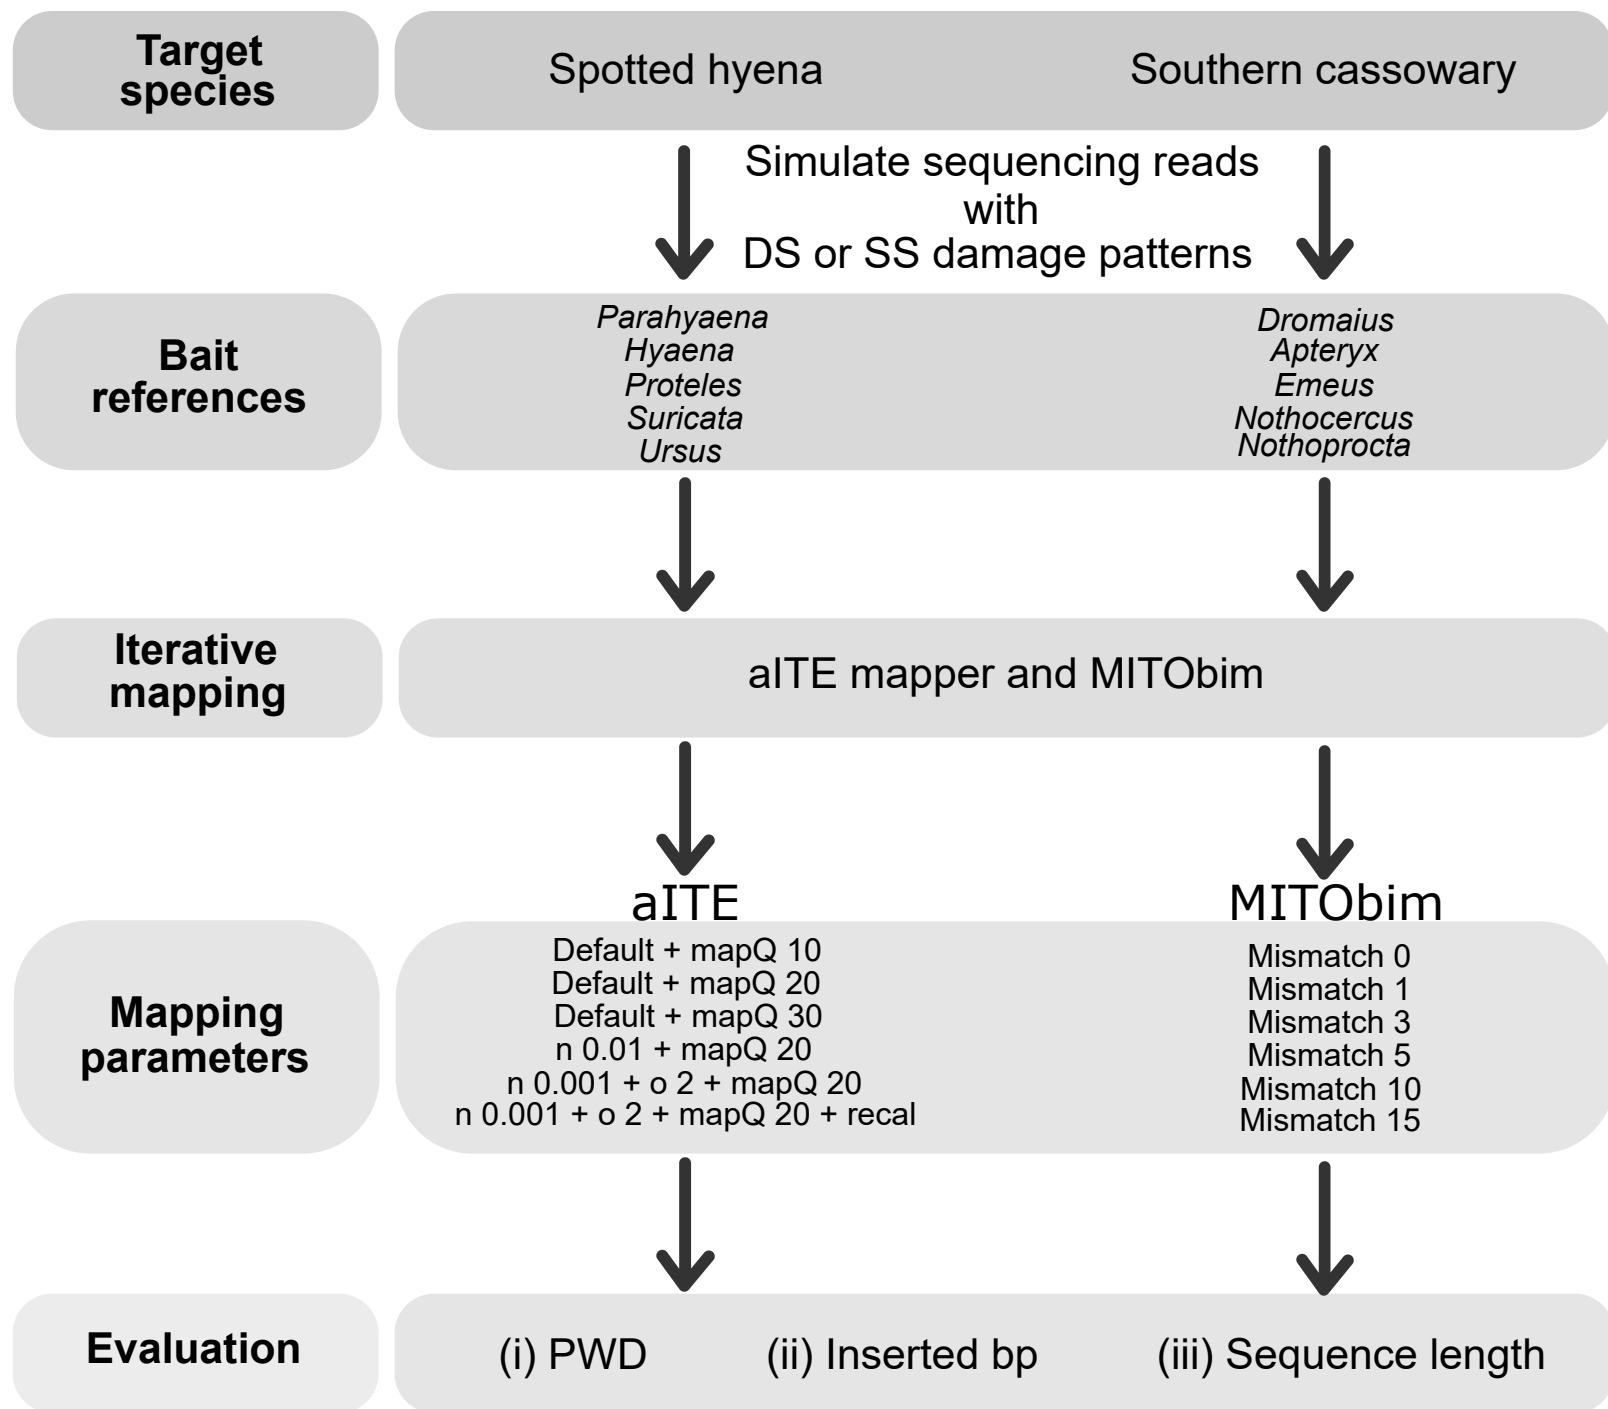 Target
species
Spotted hyena
Southern cassowary
Simulate sequencing reads
with
DS or SS damage patterns
Bait
references
Parahyaena
Hyaena
Proteles
Suricata
Ursus
Dromaius
Apteryx
Emeus
Nothocercus
Nothoprocta
Iterative
mapping
aITE mapper and MITObim
aITE
MITObim
Mapping
parameters
Default + mapQ 10
Default + mapQ 20
Default + mapQ 30
n 0.01 + mapQ 20
n 0.001 + o 2 + mapQ 20
n 0.001 + o 2 + mapQ 20 + recal
Mismatch 0
Mismatch 1
Mismatch 3
Mismatch 5
Mismatch 10
Mismatch 15
Evaluation
(i) PWD
(ii) Inserted bp
(iii) Sequence length